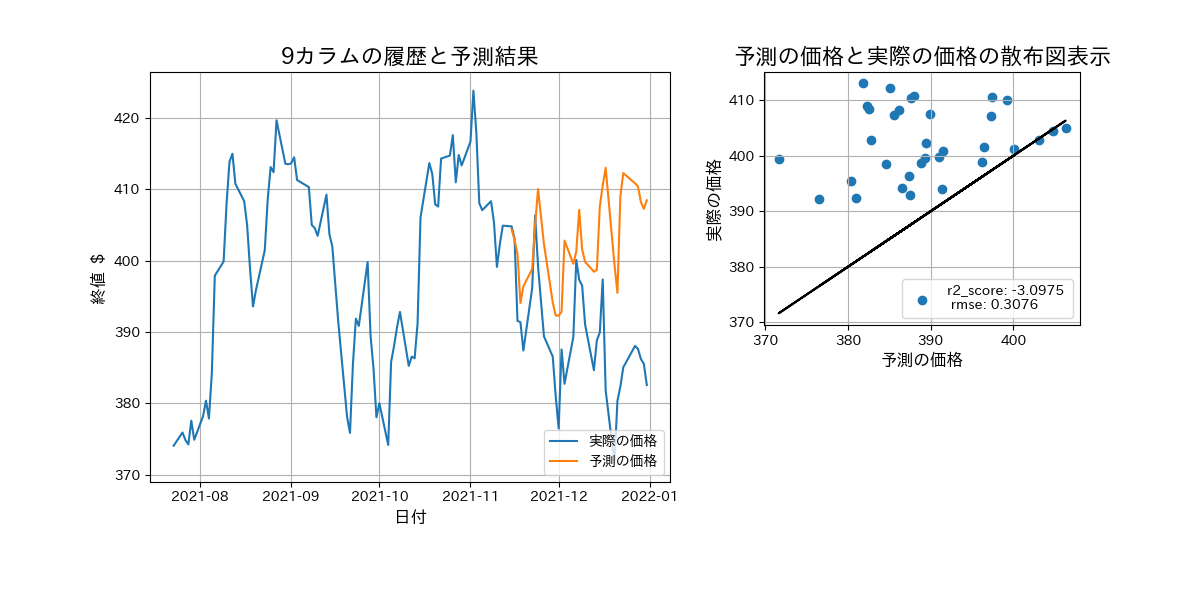 9カラムの履歴と予測結果
終値 $
420
410
400
390
380
370
2021-08 2021-09 2021-10 2021-11 2021-12 2022-01
日付
実際の価格
予測の価格
予測の価格と実際の価格の散布図表示
実際の価格
410
400
390
380
370
370 380 390 400
予測の価格
r2_score: -3.0975
rmse: 0.3076